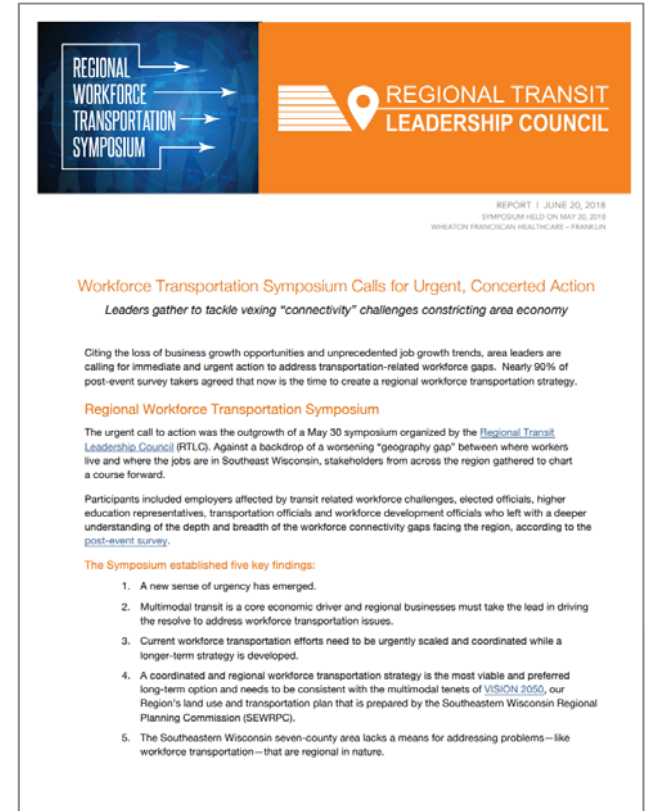 REGIONAL
WORKFORCE
TRANSPORTATION
SYMPOSIUM
REGIONAL TRANSIT
LEADERSHIP COUNCIL
REPORT | JUNE 20, 2018
SYMPOSIUM HELD ON MAY 30, 2018
WHEATON FRANCISCAN HEALTHCARE – FRANKLIN
Workforce Transportation Symposium Calls for Urgent, Concerted Action
Leaders gather to tackle vexing “connectivity” challenges constricting area economy
Citing the loss of business growth opportunities and unprecedented job growth trends, area leaders are
calling for immediate and urgent action to address transportation-related workforce gaps. Nearly 90% of
post-event survey takers agreed that now is the time to create a regional workforce transportation strategy.
Regional Workforce Transportation Symposium
The urgent call to action was the outgrowth of a May 30 symposium organized by the Regional Transit
Leadership Council (RTLC). Against a backdrop of a worsening “geography gap” between where workers
live and where the jobs are in Southeast Wisconsin, stakeholders from across the region gathered to chart
a course forward.
Participants included employers affected by transit related workforce challenges, elected officials, higher
education representatives, transportation officials and workforce development officials who left with a deeper
understanding of the depth and breadth of the workforce connectivity gaps facing the region, according to the
post-event survey.
The Symposium established five key findings:
1. A new sense of urgency has emerged.
2. Multimodal transit is a core economic driver and regional businesses must take the lead in driving
the resolve to address workforce transportation issues.
3. Current workforce transportation efforts need to be urgently scaled and coordinated while a
longer-term strategy is developed.
4. A coordinated and regional workforce transportation strategy is the most viable and preferred
long-term option and needs to be consistent with the multimodal tenets of VISION 2050, our
Region’s land use and transportation plan that is prepared by the Southeastern Wisconsin Regional
Planning Commission (SEWRPC).
5. The Southeastern Wisconsin seven-county area lacks a means for addressing problems—like
workforce transportation—that are regional in nature.